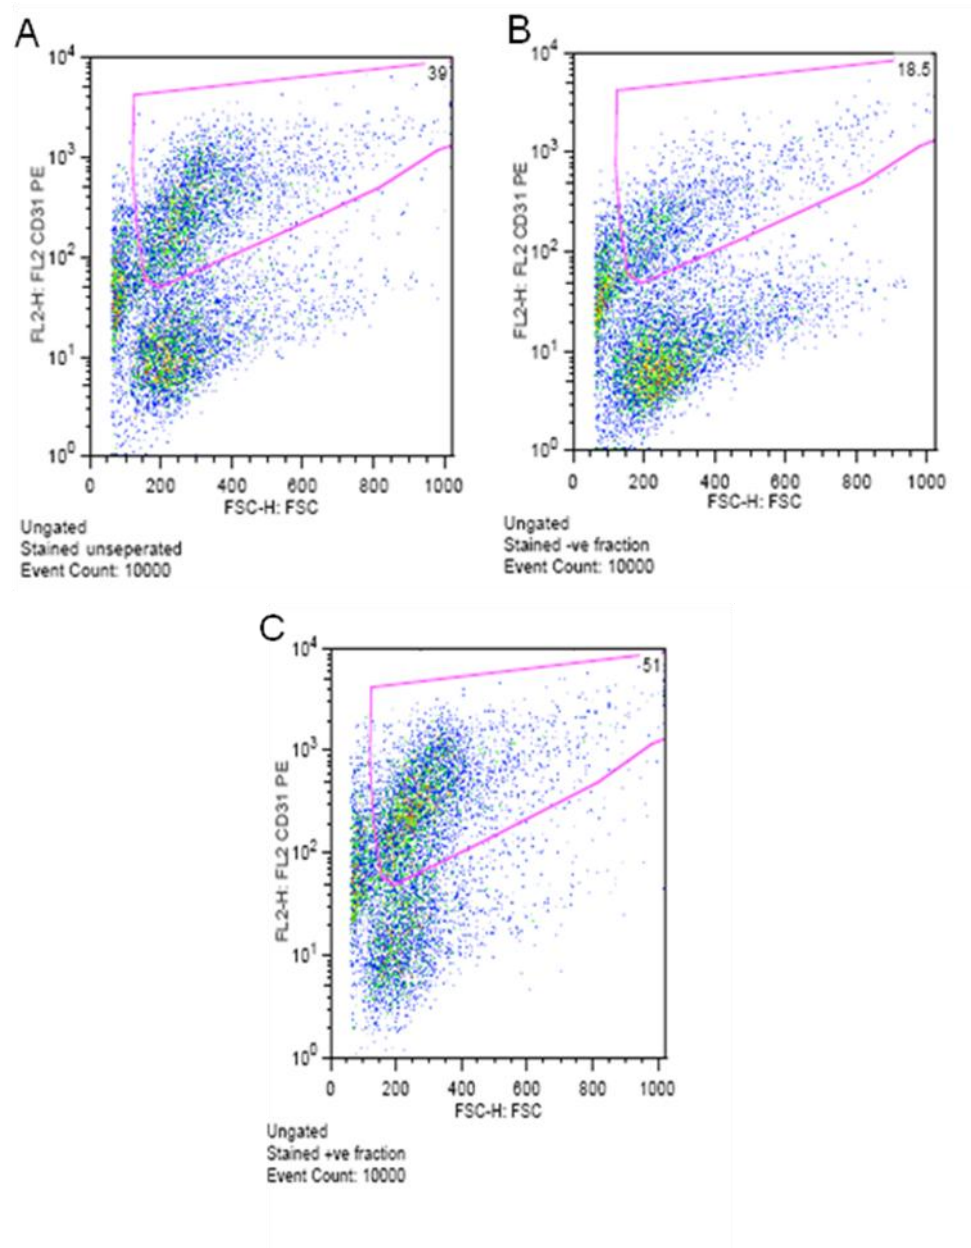 A
10⁴
10³
10²
10¹
10⁰
FL2-H: FL2 CD31 PE
39
0 200 400 600 800 1000
FSC-H: FSC
Ungated
Stained unseperated
Event Count: 10000
B
10⁴
10³
10²
10¹
10⁰
FL2-H: FL2 CD31 PE
18.5
0 200 400 600 800 1000
FSC-H: FSC
Ungated
Stained -ve fraction
Event Count: 10000
C
10⁴
10³
10²
10¹
10⁰
FL2-H: FL2 CD31 PE
51
0 200 400 600 800 1000
FSC-H: FSC
Ungated
Stained +ve fraction
Event Count: 10000